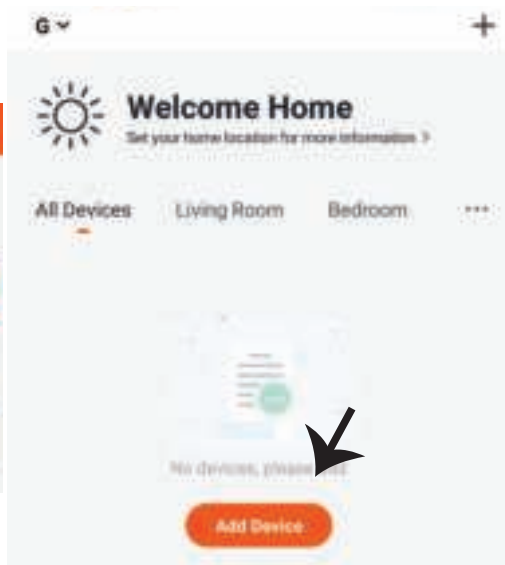 G
Welcome Home
Set your home location for more information >
All Devices Living Room Bedroom ...
No devices, please
Add Device